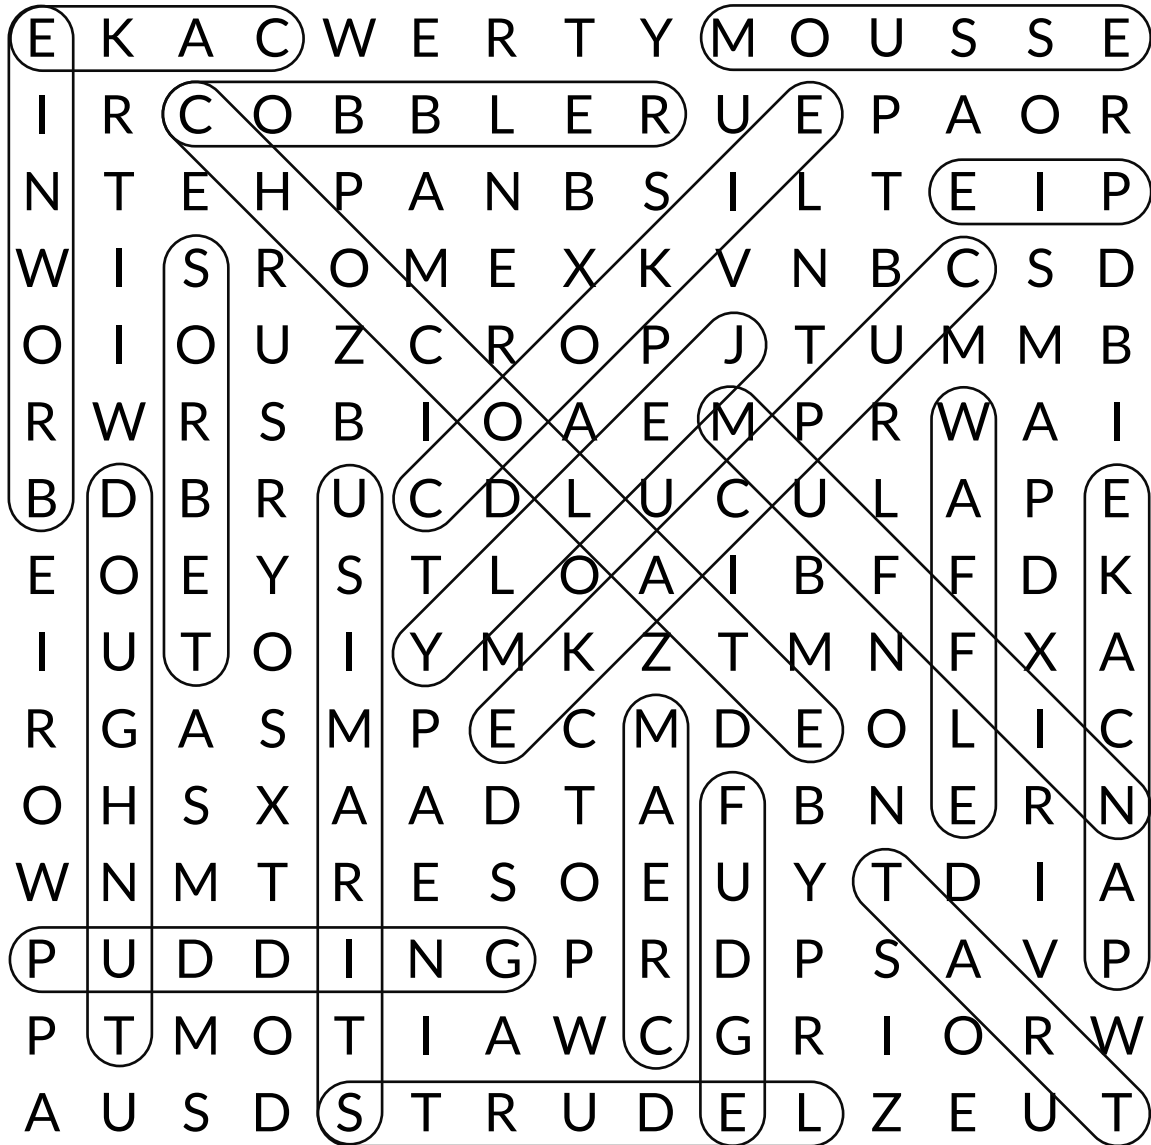 E K A C W E R T Y M O U S S E
I R C O B B L E R U E P A O R
N T E H P A N B S I L T E I P
W I S R O M E X K V N B C S D
O I O U Z C R O P J T U M M B
R W R S B I O A E M P R W A I
B D B R U C D L U C U L A P E
E O E Y S T L O A I B F F D K
I U T O I Y M K Z T M N F X A
R G A S M P E C M D E O L I C
O H S X A A D T A F B N E R N
W N M T R E S O E U Y T D I A
P U D D I N G P R D P S A V P
P T M O T I A W C G R I O R W
A U S D S T R U D E L Z E U T